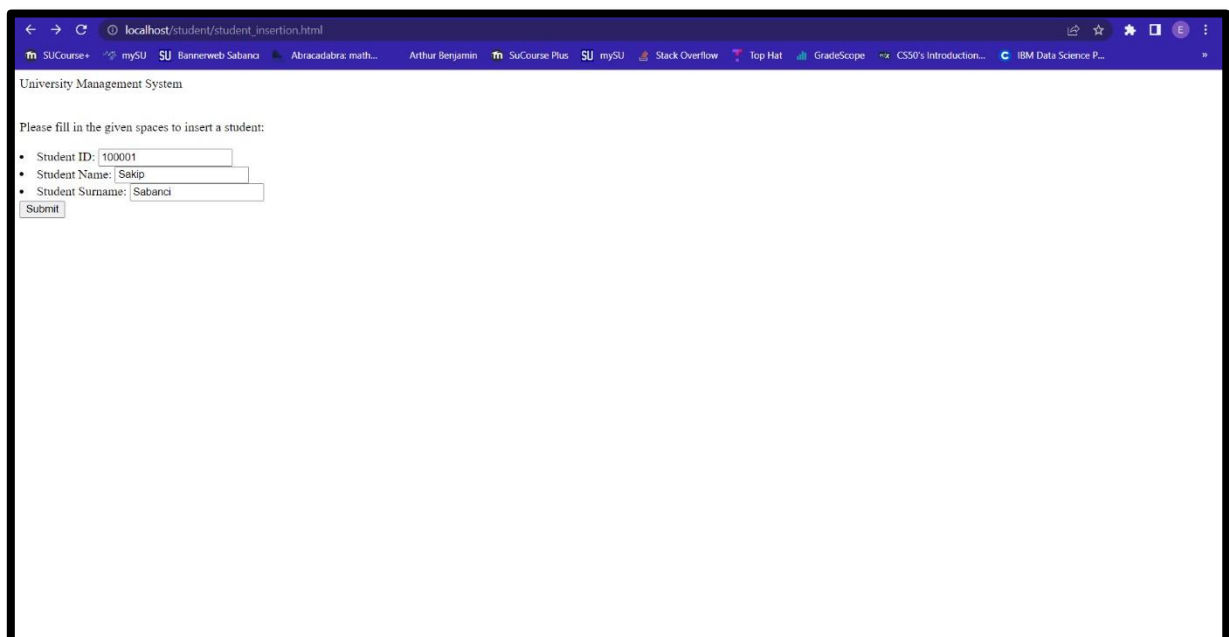 localhost/student/student_insertion.html
E
SUCourse+ mySU SU Bannerweb Sabancı Abracadabra: math... Arthur Benjamin SuCourse Plus SU mySU Stack Overflow Top Hat GradeScope CS50's Introduction... C IBM Data Science P... »
University Management System
Please fill in the given spaces to insert a student:
• Student ID: 100001
• Student Name: Sakip
• Student Surname: Sabanci
Submit